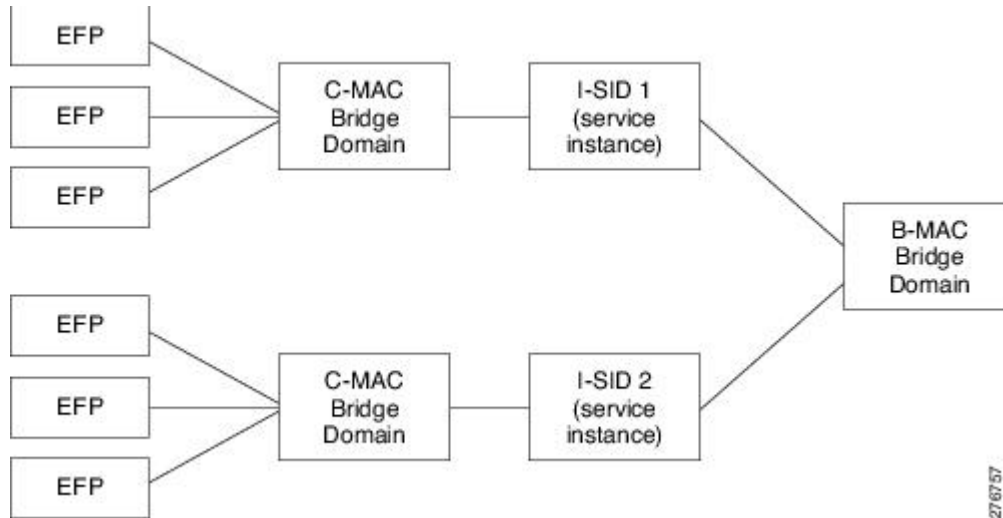 EFP
EFP
EFP
C-MAC
Bridge
Domain
I-SID 1
(service
instance)
B-MAC
Bridge
Domain
EFP
EFP
EFP
C-MAC
Bridge
Domain
I-SID 2
(service
instance)
276757